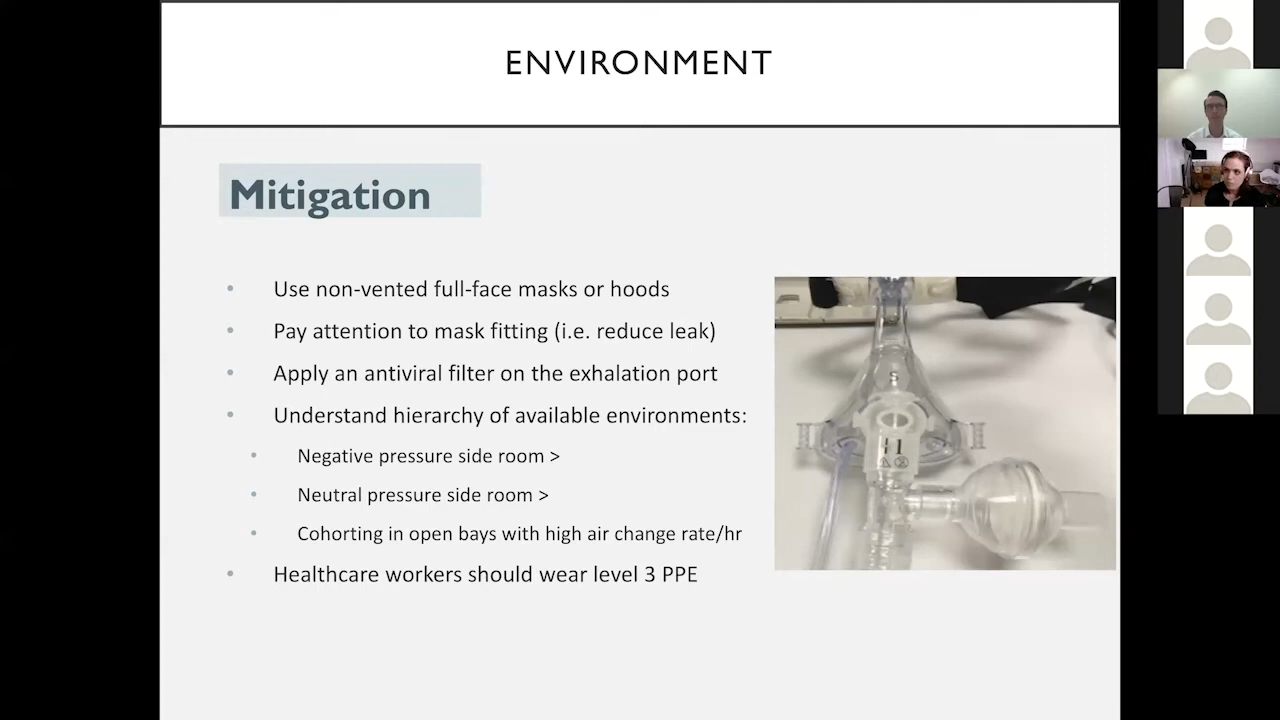 ENVIRONMENT
Mitigation
• Use non-vented full-face masks or hoods
• Pay attention to mask fitting (i.e. reduce leak)
• Apply an antiviral filter on the exhalation port
• Understand hierarchy of available environments:
• Negative pressure side room >
• Neutral pressure side room >
• Cohorting in open bays with high air change rate/hr
• Healthcare workers should wear level 3 PPE
S